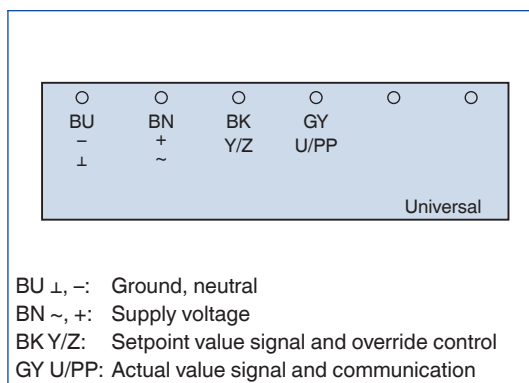 BU BN BK GY
– + Y/Z U/PP
⊥ ~
Universal
BU ⊥, –: Ground, neutral
BN ~, +: Supply voltage
BK Y/Z: Setpoint value signal and override control
GY U/PP: Actual value signal and communication